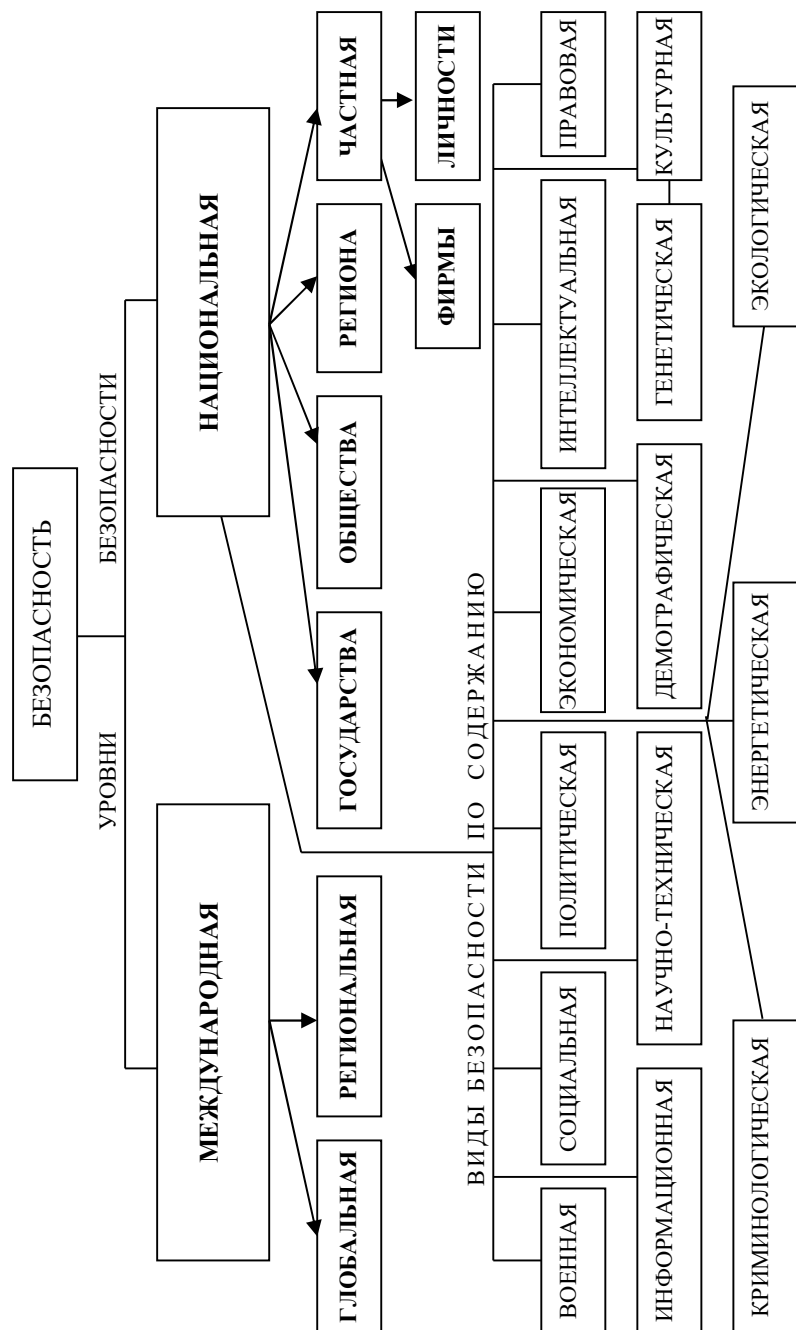 БЕЗОПАСНОСТЬ
УРОВНИ БЕЗОПАСНОСТИ
МЕЖДУНАРОДНАЯ
НАЦИОНАЛЬНАЯ
ГЛОБАЛЬНАЯ
РЕГИОНАЛЬНАЯ
ГОСУДАРСТВА
ОБЩЕСТВА
РЕГИОНА
ЧАСТНАЯ
ФИРМЫ
ЛИЧНОСТИ
ВИДЫ БЕЗОПАСНОСТИ ПО СОДЕРЖАНИЮ
ВОЕННАЯ
СОЦИАЛЬНАЯ
ПОЛИТИЧЕСКАЯ
ЭКОНОМИЧЕСКАЯ
ИНТЕЛЛЕКТУАЛЬНАЯ
ПРАВОВАЯ
ИНФОРМАЦИОННАЯ
НАУЧНО-ТЕХНИЧЕСКАЯ
ДЕМОГРАФИЧЕСКАЯ
ГЕНЕТИЧЕСКАЯ
КУЛЬТУРНАЯ
КРИМИНОЛОГИЧЕСКАЯ
ЭНЕРГЕТИЧЕСКАЯ
ЭКОЛОГИЧЕСКАЯ